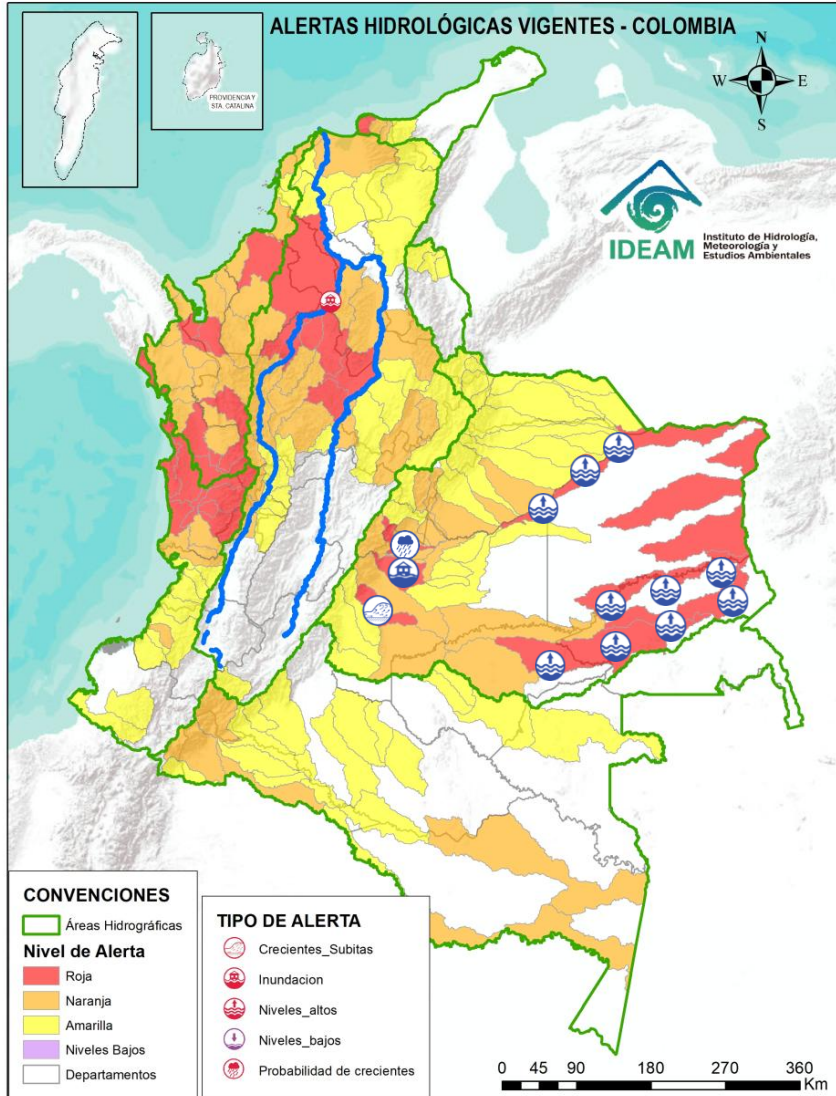 ALERTAS HIDROLÓGICAS VIGENTES - COLOMBIA
PROVIDENCIA Y
STA. CATALINA
N
W
E
S
IDEAM
Instituto de Hidrología,
Meteorología y
Estudios Ambientales
CONVENCIONES
Áreas Hidrográficas
Nivel de Alerta
Roja
Naranja
Amarilla
Niveles Bajos
Departamentos
TIPO DE ALERTA
Crecientes_Subitas
Inundacion
Niveles_altos
Niveles_bajos
Probabilidad de crecientes
0 45 90 180 270 360
Km